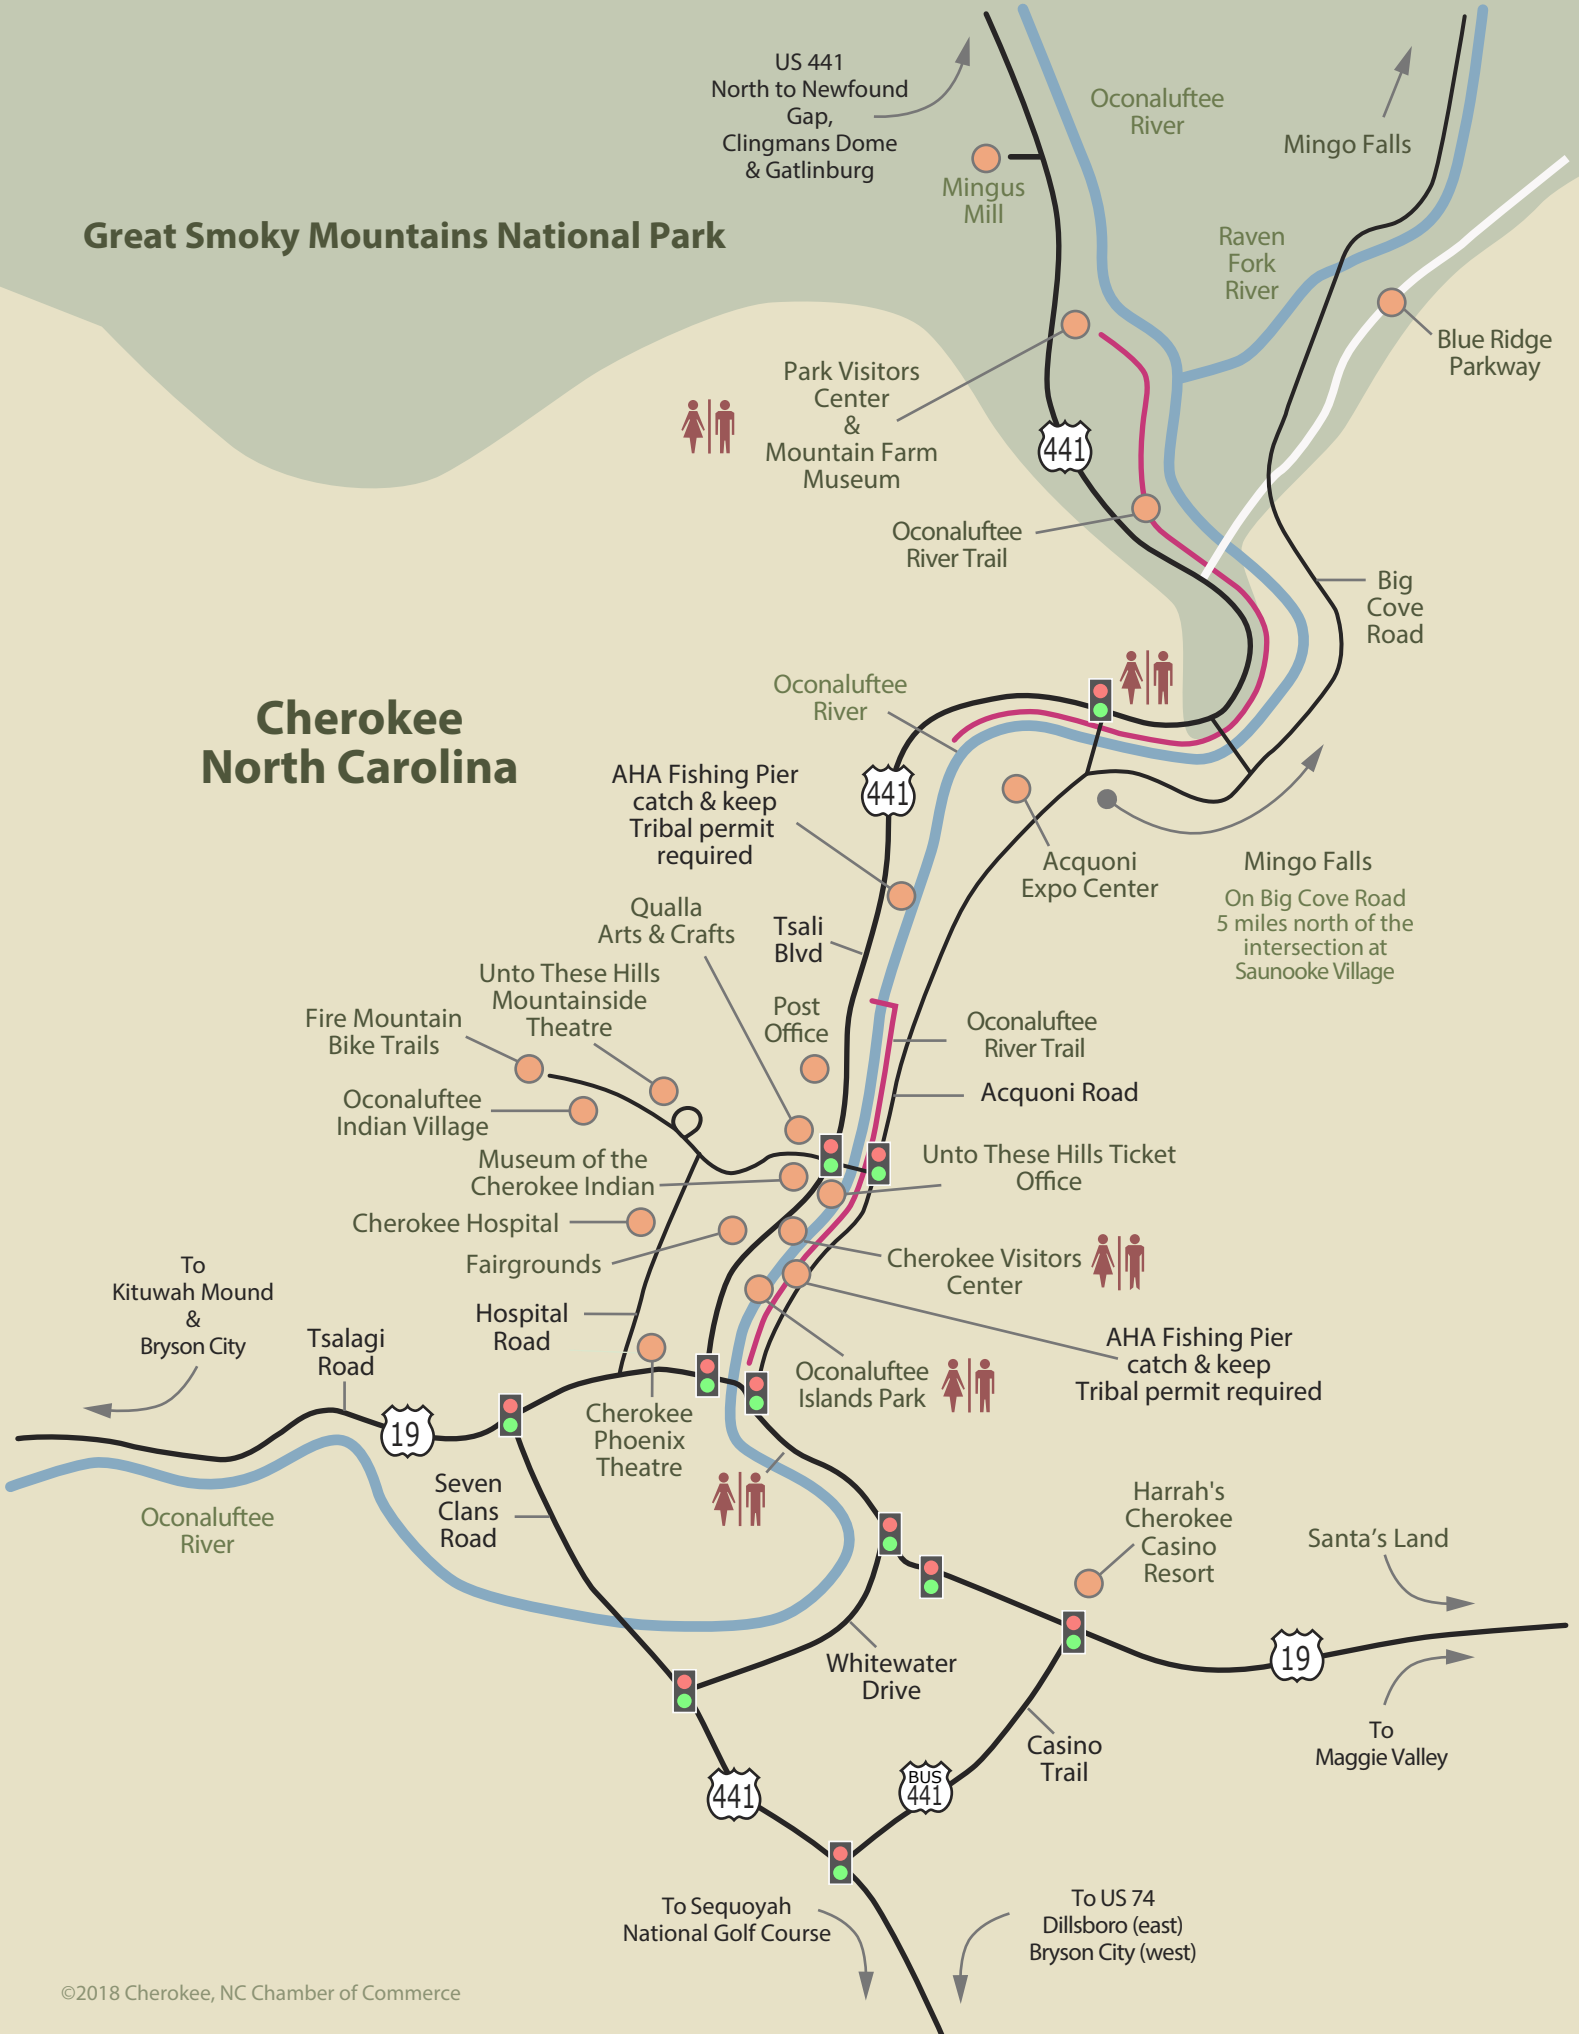 US 441
North to Newfound
Gap,
Clingmans Dome
& Gatlinburg
Oconaluftee
River
Mingo Falls
Mingus
Mill
Great Smoky Mountains National Park
Raven
Fork
River
Blue Ridge
Parkway
Park Visitors
Center
&
Mountain Farm
Museum
441
Oconaluftee
River Trail
Big
Cove
Road
Oconaluftee
River
Cherokee
North Carolina
AHA Fishing Pier
catch & keep
Tribal permit
required
441
Acquoni
Expo Center
Mingo Falls
On Big Cove Road
5 miles north of the
intersection at
Saunooke Village
Qualla
Arts & Crafts
Tsali
Blvd
Unto These Hills
Mountainside
Theatre
Post
Office
Fire Mountain
Bike Trails
Oconaluftee
River Trail
Acquoni Road
Oconaluftee
Indian Village
Museum of the
Cherokee Indian
Unto These Hills Ticket
Office
Cherokee Hospital
Fairgrounds
Cherokee Visitors
Center
To
Kituwah Mound
&
Bryson City
Hospital
Road
Tsalagi
Road
AHA Fishing Pier
catch & keep
Tribal permit required
Oconaluftee
Islands Park
19
Cherokee
Phoenix
Theatre
Seven
Clans
Road
Oconaluftee
River
Harrah's
Cherokee
Casino
Resort
Santa's Land
19
Whitewater
Drive
To
Maggie Valley
Casino
Trail
441
BUS
441
To Sequoyah
National Golf Course
To US 74
Dillsboro (east)
Bryson City (west)
©2018 Cherokee, NC Chamber of Commerce